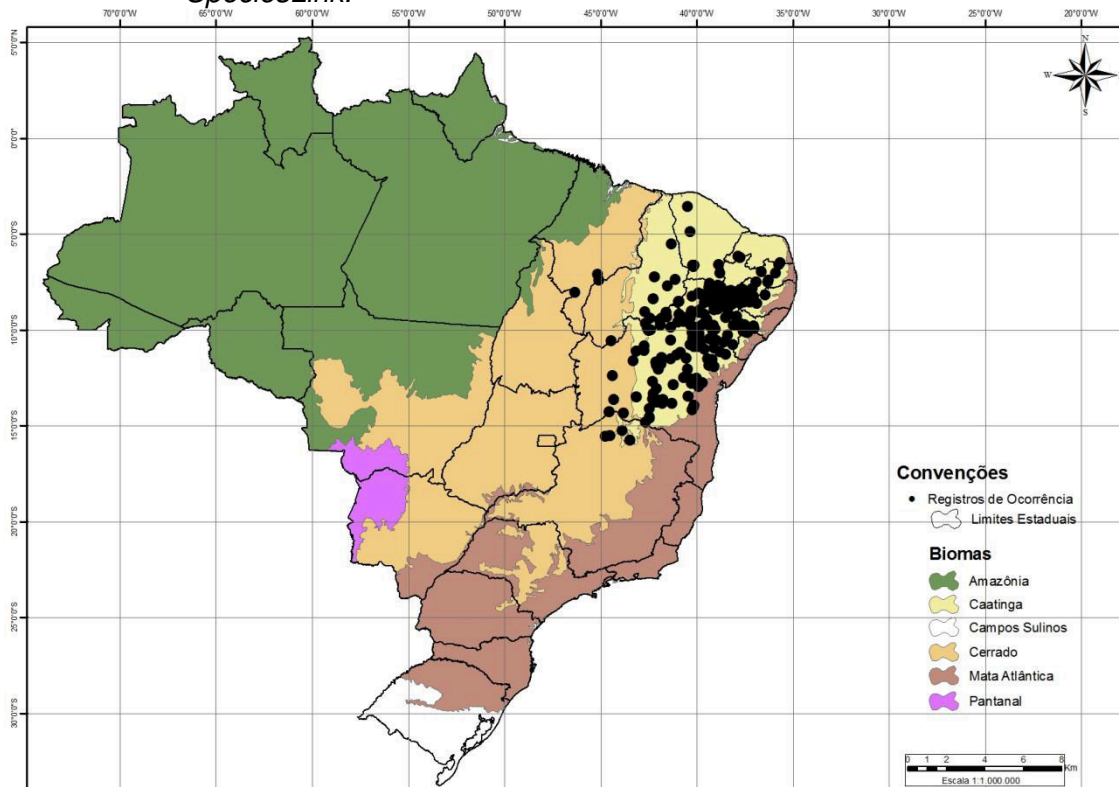 SpeciesLink.
70°0'0"W 65°0'0"W 60°0'0"W 55°0'0"W 50°0'0"W 45°0'0"W 40°0'0"W 35°0'0"W 30°0'0"W 25°0'0"W 20°0'0"W
5°0'0"N
0°0'0"
5°0'0"S
10°0'0"S
15°0'0"S
20°0'0"S
25°0'0"S
30°0'0"S
N
W E
S
Convenções
Registros de Ocorrência
Limites Estaduais
Biomas
Amazônia
Caatinga
Campos Sulinos
Cerrado
Mata Atlântica
Pantanal
0 1 2 4 6 8
Km
Escala 1:1.000.000